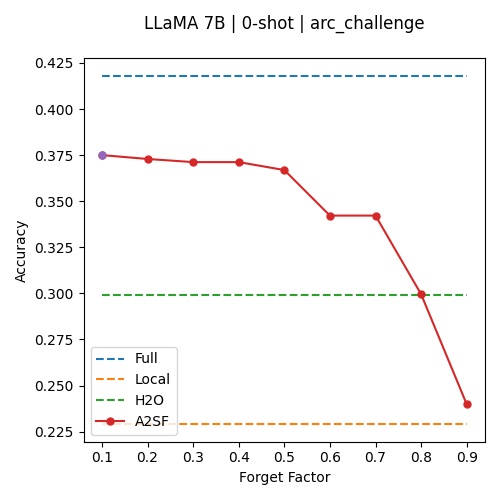 LLaMA 7B | 0-shot | arc_challenge
0.425
0.400
0.375
0.350
0.325
0.300
0.275
0.250
0.225
Accuracy
Full
Local
H2O
A2SF
0.1 0.2 0.3 0.4 0.5 0.6 0.7 0.8 0.9
Forget Factor